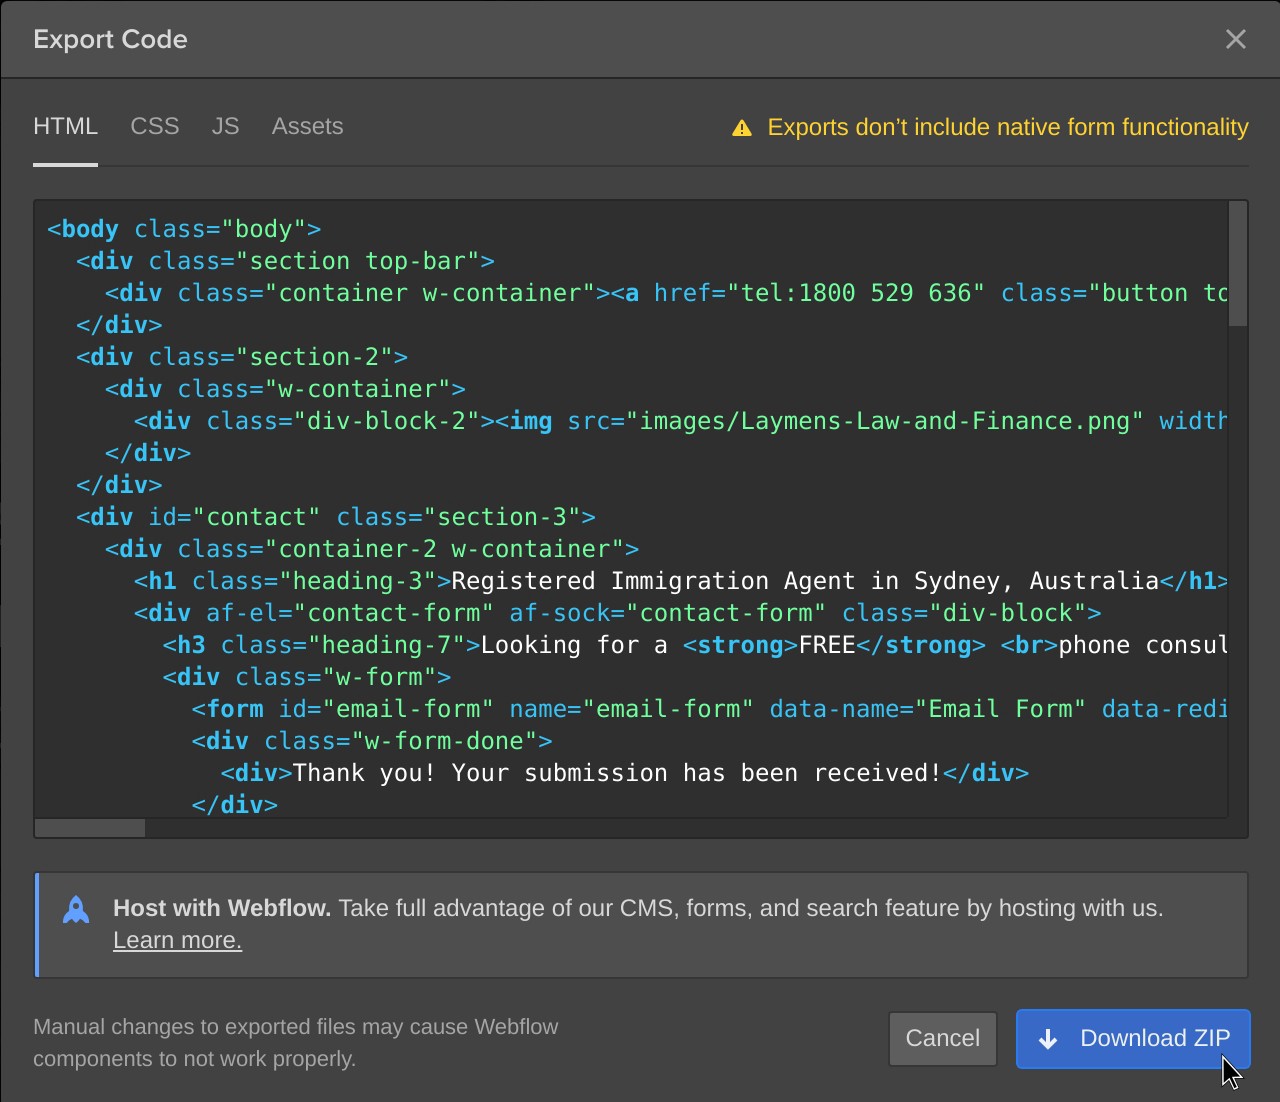 Export Code
HTML CSS JS Assets
Exports don’t include native form functionality
<body class="body">
<div class="section top-bar">
<div class="container w-container"><a href="tel:1800 529 636" class="button to
</div>
<div class="section-2">
<div class="w-container">
<div class="div-block-2"><img src="images/Laymens-Law-and-Finance.png" width
</div>
</div>
<div id="contact" class="section-3">
<div class="container-2 w-container">
<h1 class="heading-3">Registered Immigration Agent in Sydney, Australia</h1>
<div af-el="contact-form" af-sock="contact-form" class="div-block">
<h3 class="heading-7">Looking for a <strong>FREE</strong> <br>phone consul
<div class="w-form">
<form id="email-form" name="email-form" data-name="Email Form" data-redi
<div class="w-form-done">
<div>Thank you! Your submission has been received!</div>
</div>
Host with Webflow. Take full advantage of our CMS, forms, and search feature by hosting with us.
Learn more.
Manual changes to exported files may cause Webflow
components to not work properly.
Cancel
Download ZIP